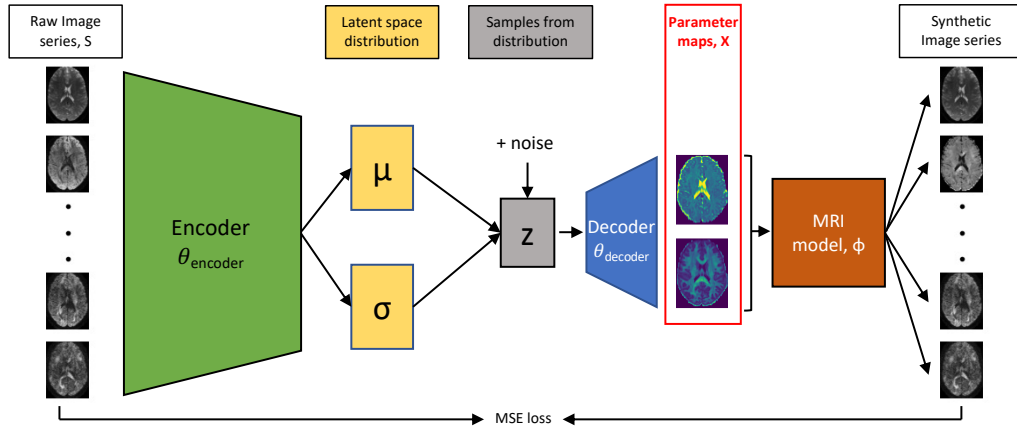 Raw Image
series, S
Latent space
distribution
Samples from
distribution
Parameter
maps, X
Synthetic
Image series
+ noise
μ
Encoder
θencoder
z
Decoder
θdecoder
MRI
model, ϕ
σ
MSE loss